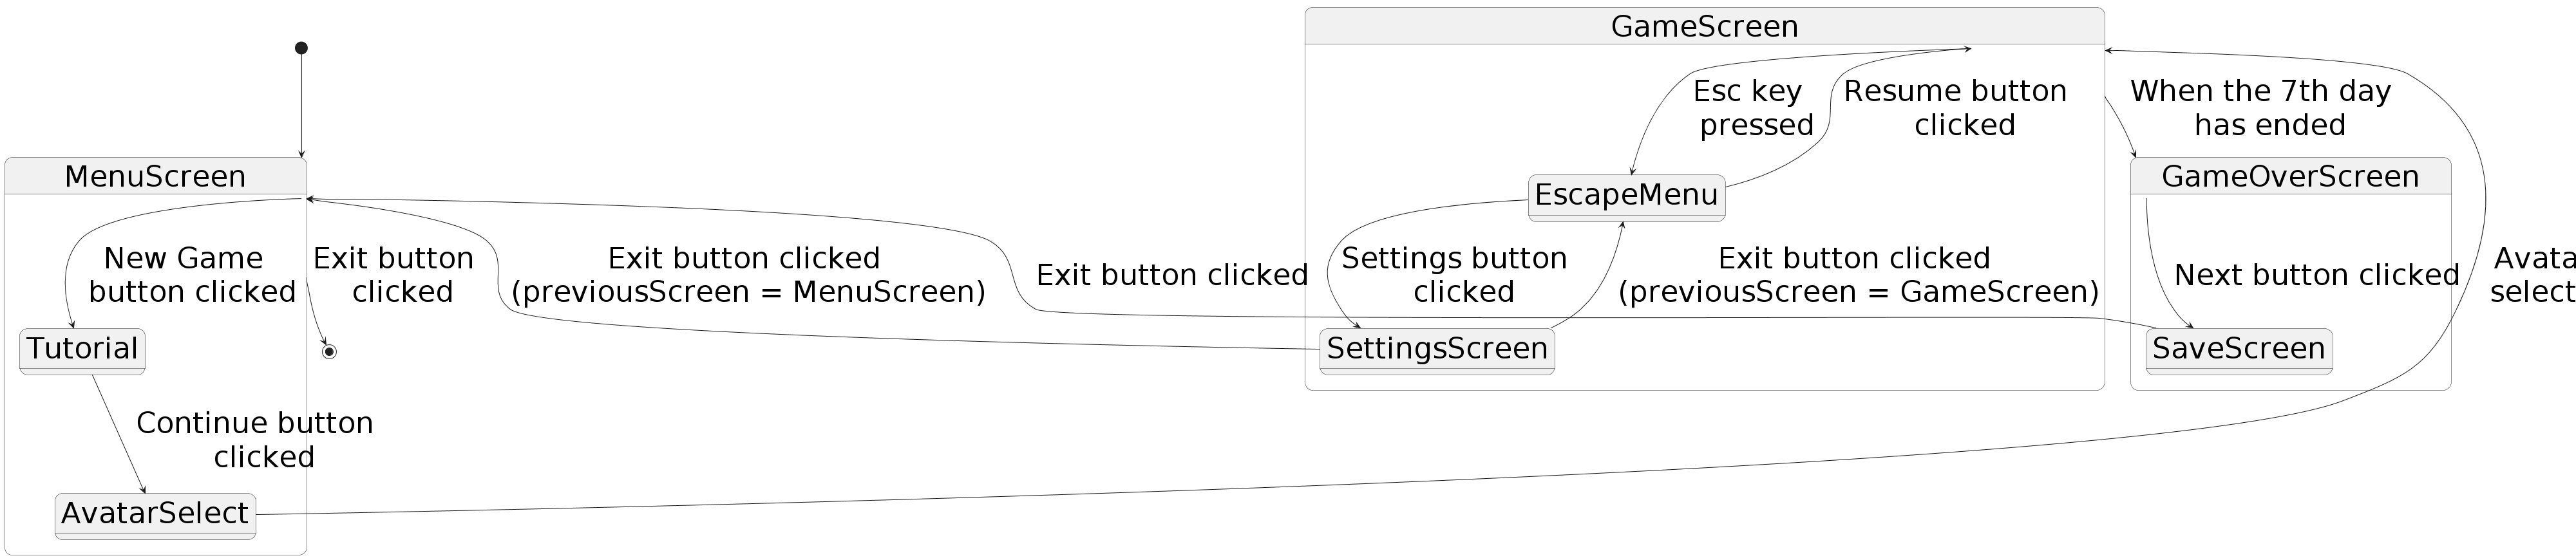 GameScreen
Esc key
pressed
Resume button
clicked
When the 7th day
has ended
MenuScreen
EscapeMenu
GameOverScreen
New Game
button clicked
Exit button
clicked
Exit button clicked
(previousScreen = MenuScreen)
Exit button clicked
Settings button
clicked
Exit button clicked
(previousScreen = GameScreen)
Next button clicked
Avata
select
Tutorial
SettingsScreen
SaveScreen
Continue button
clicked
AvatarSelect